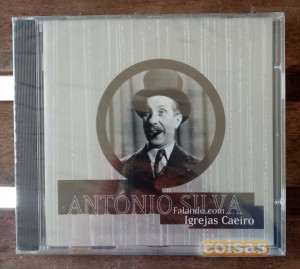 ANTÓNIO SILVA
Falando com
Igrejas Caeiro
coisas